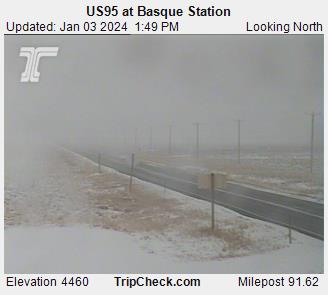 US95 at Basque Station
Updated: Jan 03 2024 1:49 PM Looking North
Elevation 4460 TripCheck.com Milepost 91.62